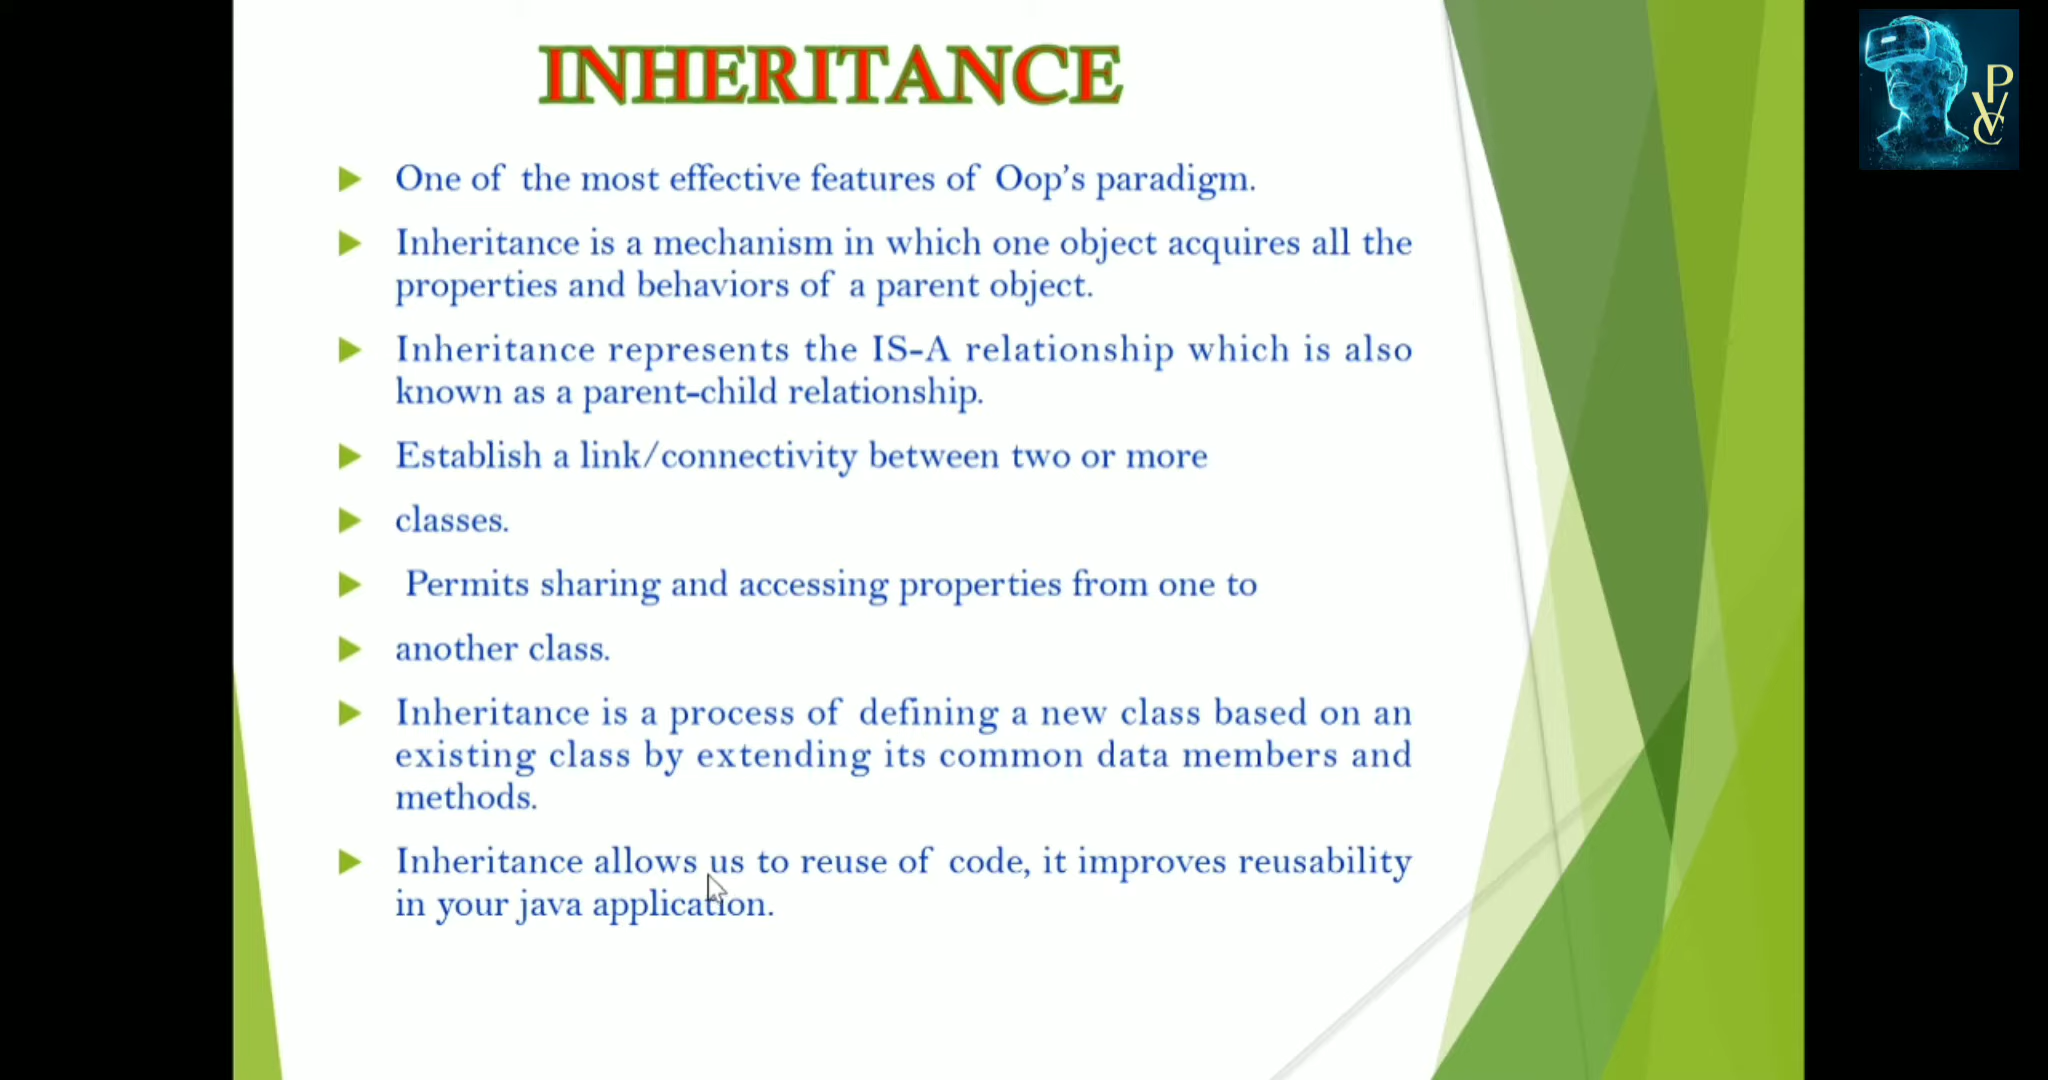 INHERITANCE
One of the most effective features of Oop's paradigm.
Inheritance is a mechanism in which one object acquires all the
properties and behaviors of a parent object.
Inheritance represents the IS-A relationship which is also
known as a parent-child relationship.
Establish a link/connectivity between two or more
classes.
Permits sharing and accessing properties from one to
another class.
Inheritance is a process of defining a new class based on an
existing class by extending its common data members and
methods.
Inheritance allows us to reuse of code, it improves reusability
in your java application.
PVC